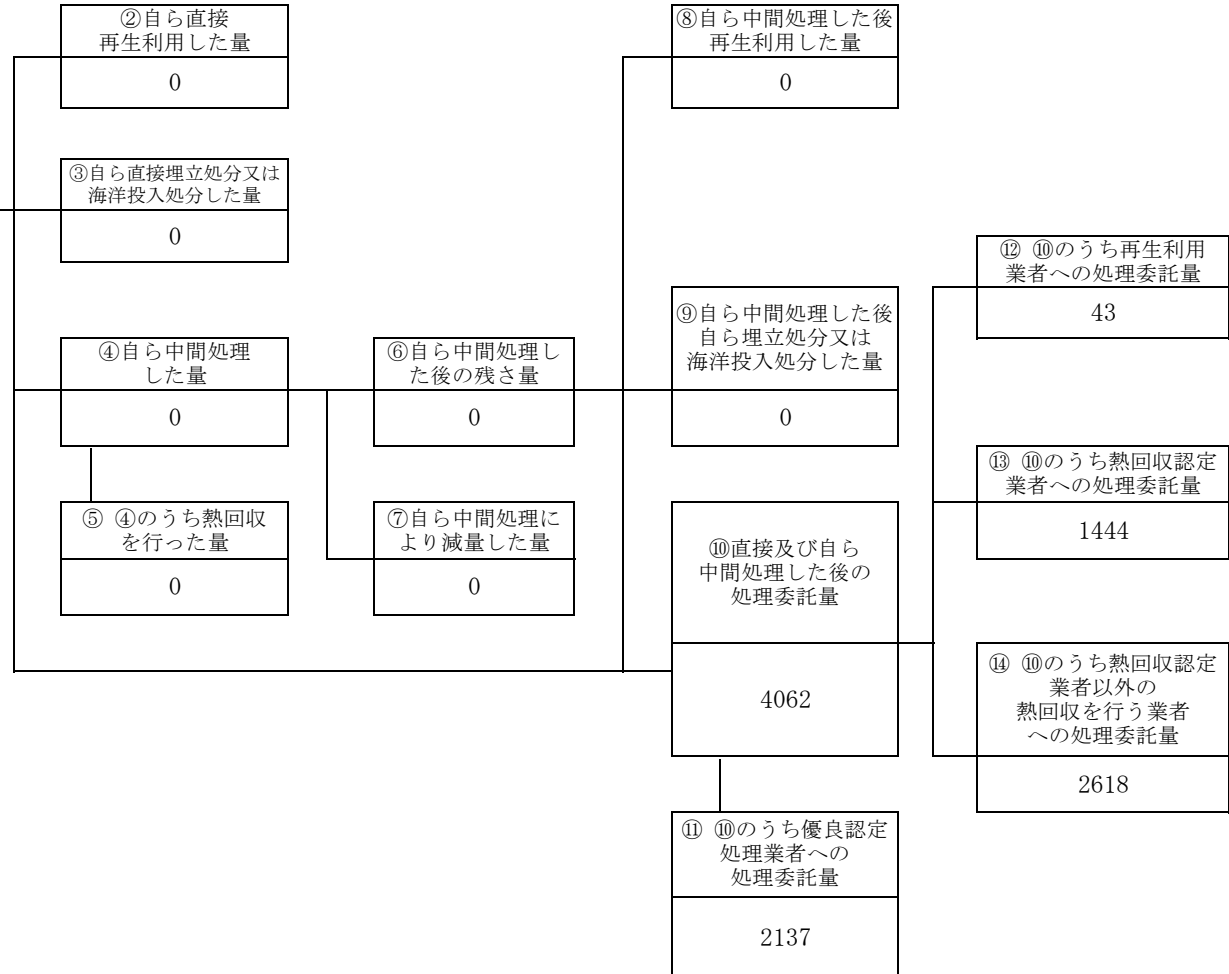 ②自ら直接
再生利用した量
0
③自ら直接埋立処分又は
海洋投入処分した量
0
④自ら中間処理
した量
0
⑤ ④のうち熱回収
を行った量
0
⑥自ら中間処理し
た後の残さ量
0
⑦自ら中間処理に
より減量した量
0
⑧自ら中間処理した後
再生利用した量
0
⑨自ら中間処理した後
自ら埋立処分又は
海洋投入処分した量
0
⑩直接及び自ら
中間処理した後の
処理委託量
4062
⑪ ⑩のうち優良認定
処理業者への
処理委託量
2137
⑫ ⑩のうち再生利用
業者への処理委託量
43
⑬ ⑩のうち熱回収認定
業者への処理委託量
1444
⑭ ⑩のうち熱回収認定
業者以外の
熱回収を行う業者
への処理委託量
2618